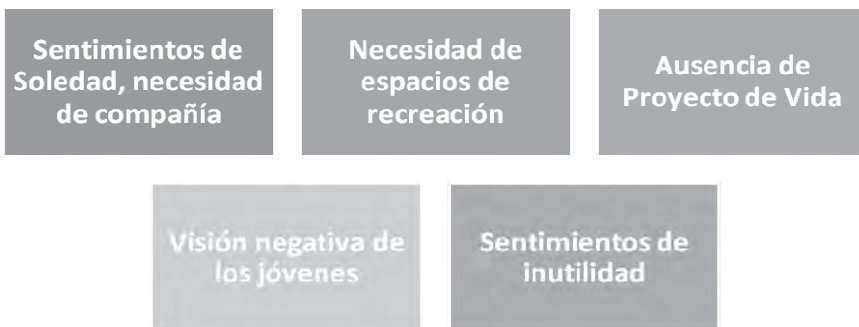 Sentimientos de
Soledad, necesidad
de compañía
Necesidad de
espacios de
recreación
Ausencia de
Proyecto de Vida
Visión negativa de
los jóvenes
Sentimientos de
inutilidad